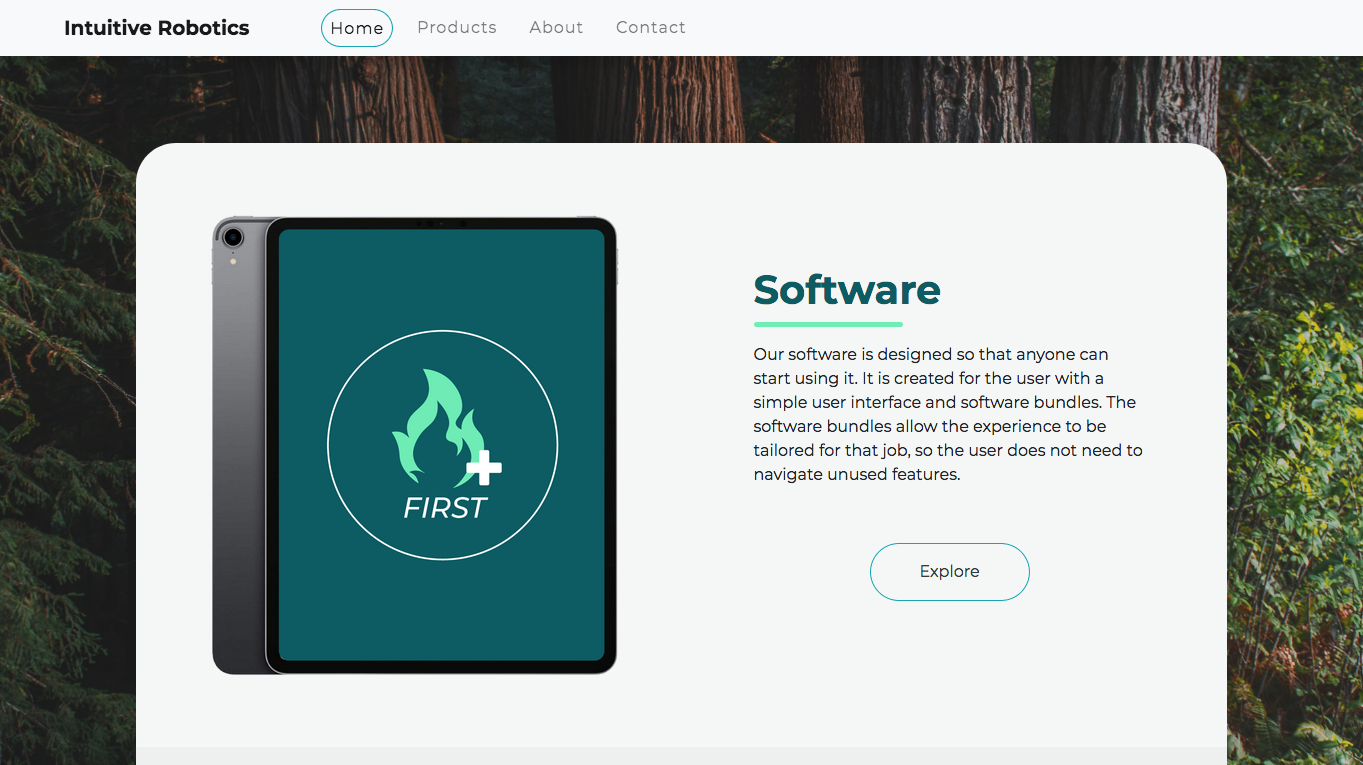 Intuitive Robotics
Home
Products
About
Contact
Software
Our software is designed so that anyone can
start using it. It is created for the user with a
simple user interface and software bundles. The
software bundles allow the experience to be
tailored for that job, so the user does not need to
navigate unused features.
FIRST
Explore